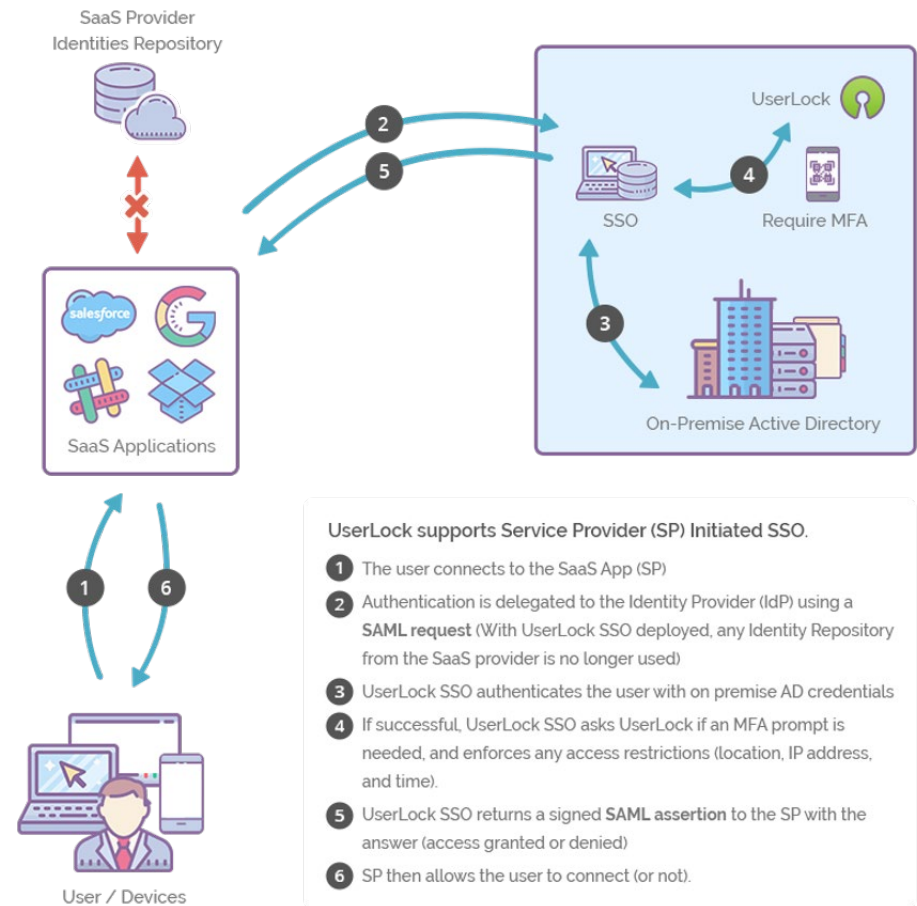 SaaS Provider
Identities Repository
UserLock
2
5
4
SSO
Require MFA
salesforce
3
SaaS Applications
On-Premise Active Directory
1
6
User / Devices
UserLock supports Service Provider (SP) Initiated SSO.
1 The user connects to the SaaS App (SP)
2 Authentication is delegated to the Identity Provider (IdP) using a
SAML request (With UserLock SSO deployed, any Identity Repository
from the SaaS provider is no longer used)
3 UserLock SSO authenticates the user with on premise AD credentials
4 If successful, UserLock SSO asks UserLock if an MFA prompt is
needed, and enforces any access restrictions (location, IP address,
and time).
5 UserLock SSO returns a signed SAML assertion to the SP with the
answer (access granted or denied)
6 SP then allows the user to connect (or not).